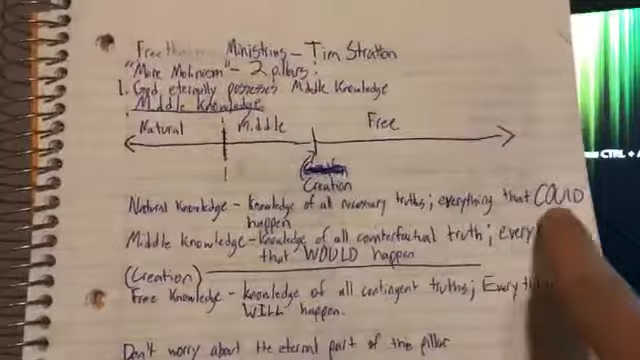 Ministries - Tim Stratton
"Mere Molinism" - 2 pillars:
1. God eternally possesses Middle Knowledge
Middle Knowledge
Natural Middle Free
Creation
Natural Knowledge - knowledge of all necessary truths; everything that COULD
happen
Middle Knowledge - knowledge of all counterfactual truth;
that WOULD happen
(Creation)
Free Knowledge - knowledge of all contingent truths;
WILL happen.
Don't worry about the eternal part of this pillar
CTRL +